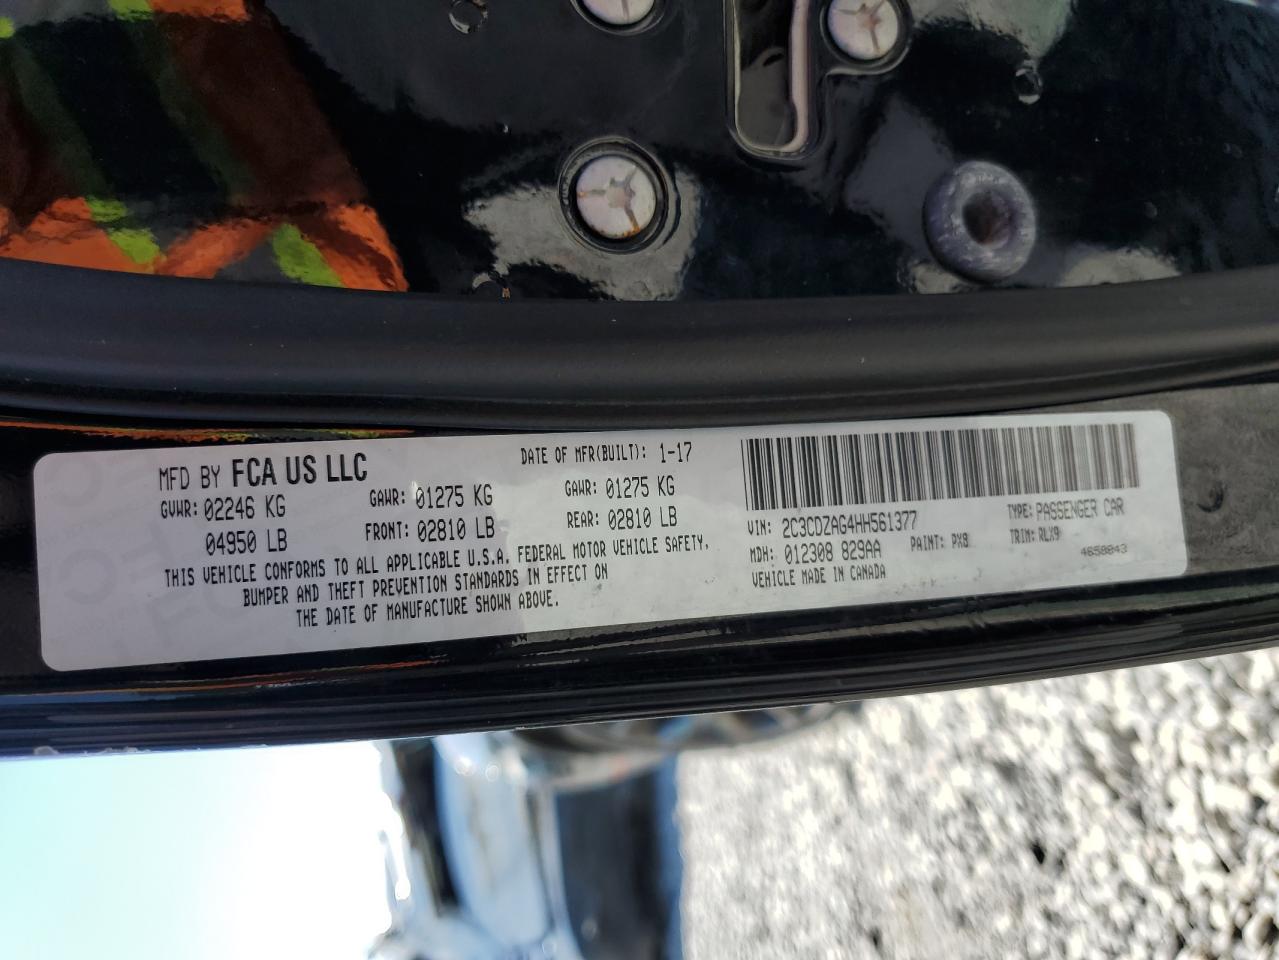 MFD BY FCA US LLC
DATE OF MFR(BUILT): 1-17
GVWR: 02246 KG GAWR: 01275 KG GAWR: 01275 KG
04950 LB FRONT: 02810 LB REAR: 02810 LB
THIS VEHICLE CONFORMS TO ALL APPLICABLE U.S.A. FEDERAL MOTOR VEHICLE SAFETY,
BUMPER AND THEFT PREVENTION STANDARDS IN EFFECT ON
THE DATE OF MANUFACTURE SHOWN ABOVE.
VIN: 2C3CDZAG4HH561377 TYPE: PASSENGER CAR
MDH: 012308 829AA PAINT: PX8 TRIM: RLX9
VEHICLE MADE IN CANADA 4658843